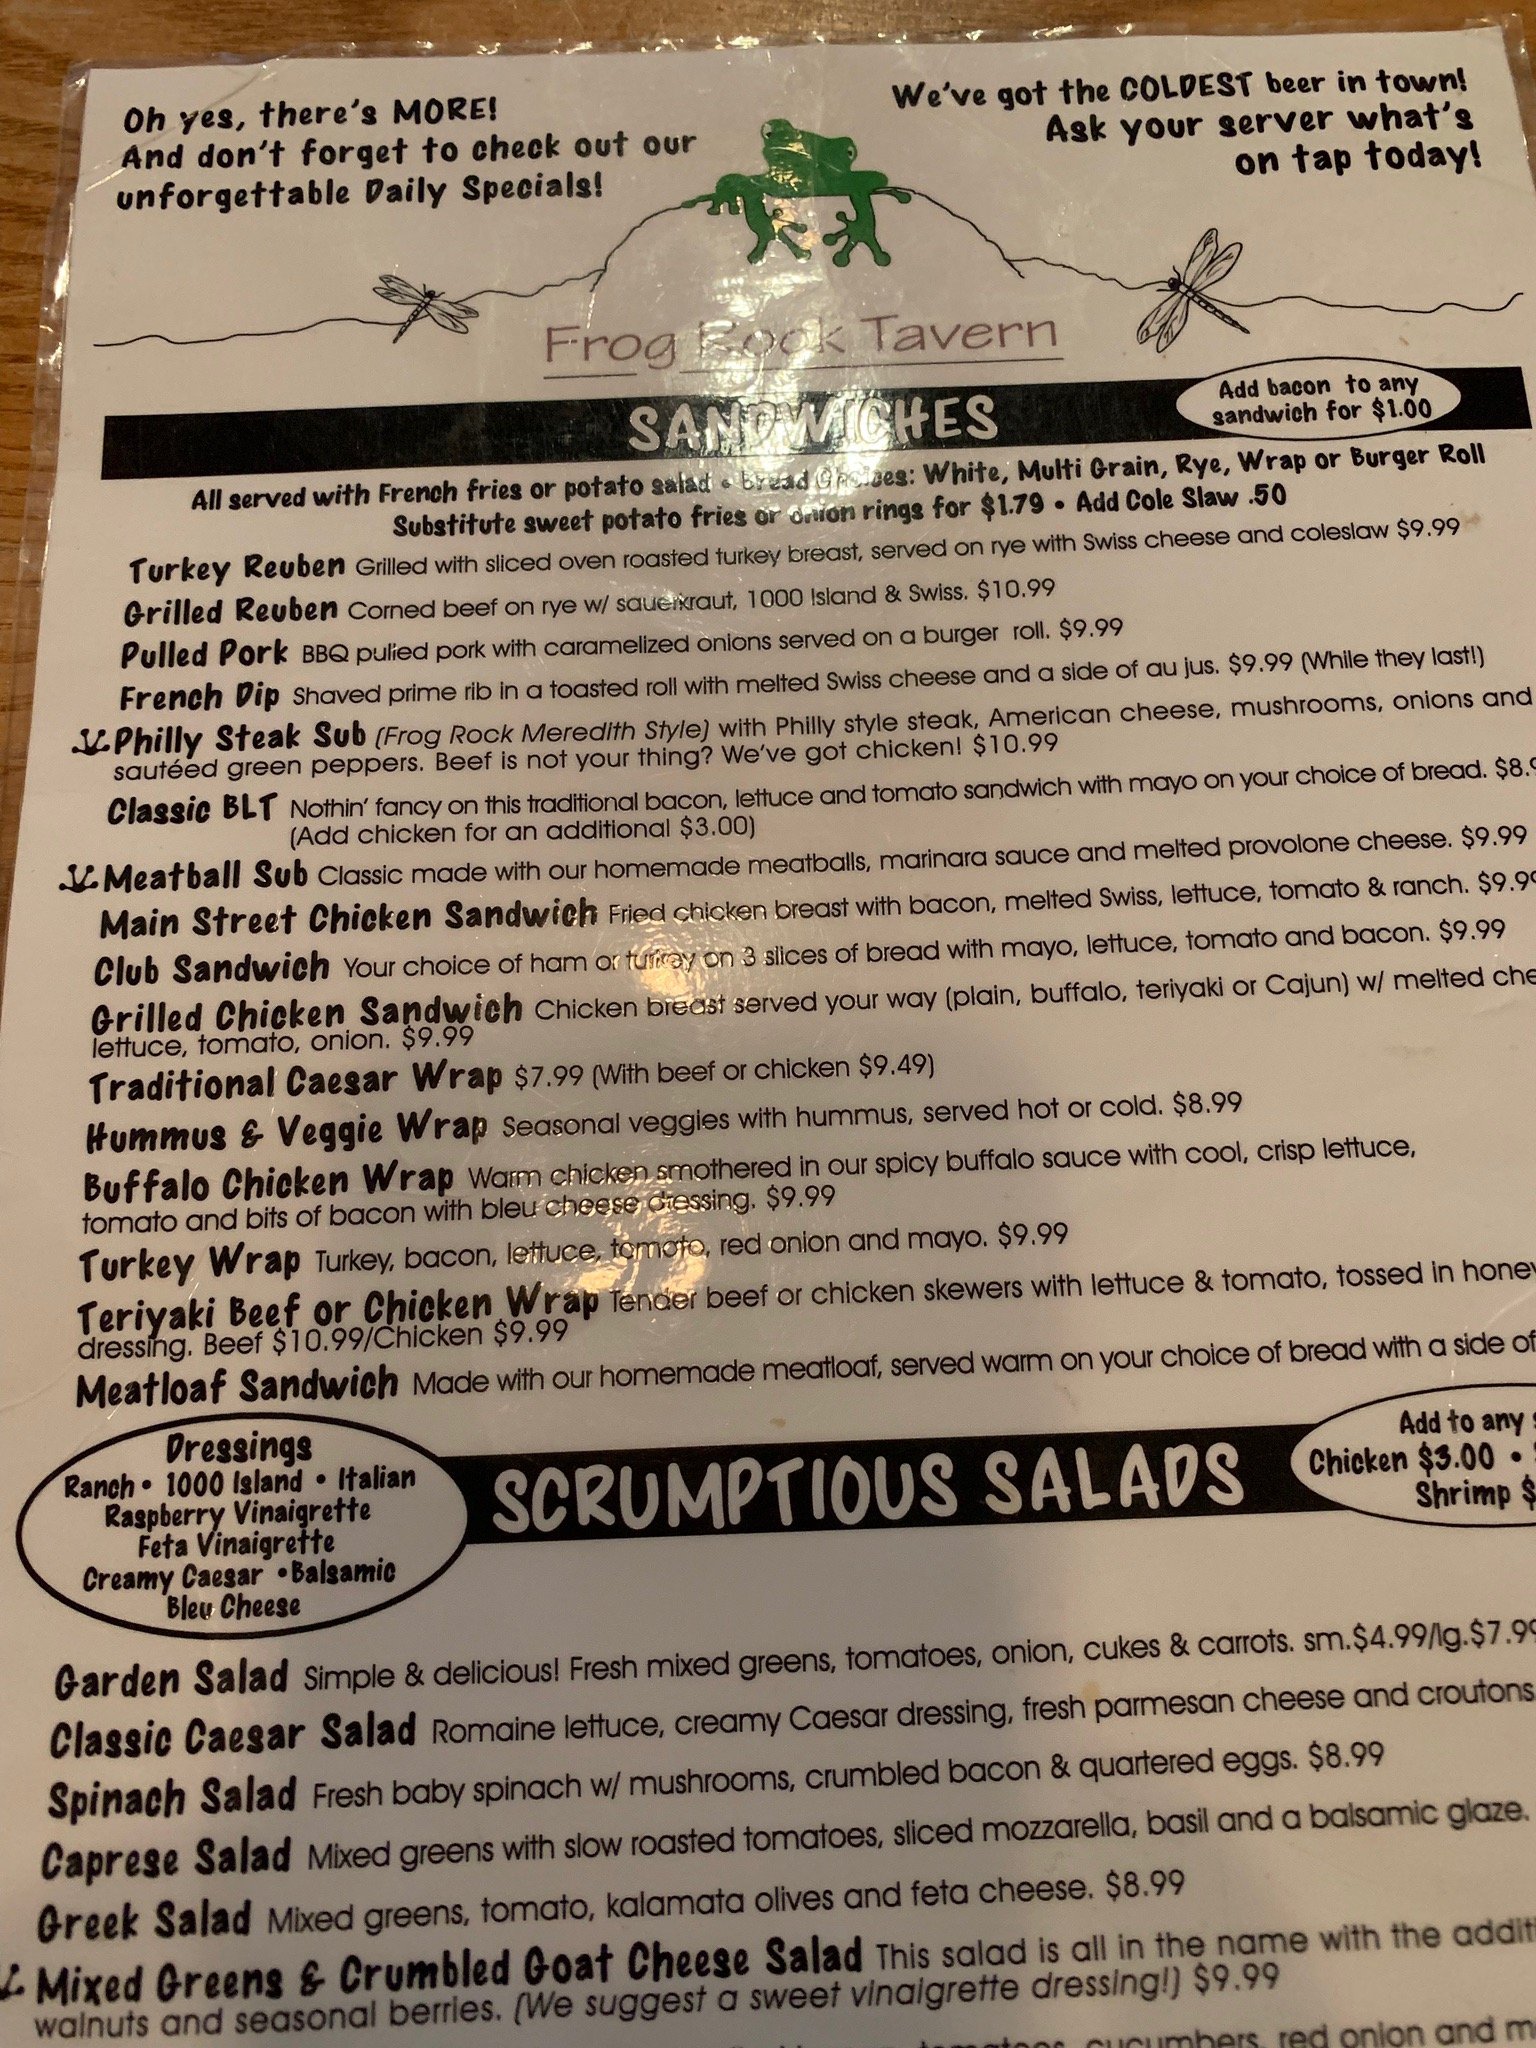 Oh yes, there's MORE!
And don't forget to check out our
unforgettable Daily Specials!
We've got the COLDEST beer in town!
Ask your server what's
on tap today!
Frog Rock Tavern
SANDWICHES
Add bacon to any
sandwich for $1.00
All served with French fries or potato salad • Bread Choices: White, Multi Grain, Rye, Wrap or Burger Roll
Substitute sweet potato fries or onion rings for $1.79 • Add Cole Slaw .50
Turkey Reuben Grilled with sliced oven roasted turkey breast, served on rye with Swiss cheese and coleslaw $9.99
Grilled Reuben Corned beef on rye w/ sauerkraut, 1000 Island & Swiss. $10.99
Pulled Pork BBQ pulled pork with caramelized onions served on a burger roll. $9.99
French Dip Shaved prime rib in a toasted roll with melted Swiss cheese and a side of au jus. $9.99 (While they last!)
Philly Steak Sub (Frog Rock Meredith Style) with Philly style steak, American cheese, mushrooms, onions and
sautéed green peppers. Beef is not your thing? We've got chicken! $10.99
Classic BLT Nothin' fancy on this traditional bacon, lettuce and tomato sandwich with mayo on your choice of bread. $8.9
(Add chicken for an additional $3.00)
Meatball Sub Classic made with our homemade meatballs, marinara sauce and melted provolone cheese. $9.99
Main Street Chicken Sandwich Fried chicken breast with bacon, melted Swiss, lettuce, tomato & ranch. $9.99
Club Sandwich Your choice of ham or turkey on 3 slices of bread with mayo, lettuce, tomato and bacon. $9.99
Grilled Chicken Sandwich Chicken breast served your way (plain, buffalo, teriyaki or Cajun) w/ melted che
lettuce, tomato, onion. $9.99
Traditional Caesar Wrap $7.99 (With beef or chicken $9.49)
Hummus & Veggie Wrap Seasonal veggies with hummus, served hot or cold. $8.99
Buffalo Chicken Wrap Warm chicken smothered in our spicy buffalo sauce with cool, crisp lettuce,
tomato and bits of bacon with bleu cheese dressing. $9.99
Turkey Wrap Turkey, bacon, lettuce, tomato, red onion and mayo. $9.99
Teriyaki Beef or Chicken Wrap Tender beef or chicken skewers with lettuce & tomato, tossed in honey
dressing. Beef $10.99/Chicken $9.99
Meatloaf Sandwich Made with our homemade meatloaf, served warm on your choice of bread with a side of
Dressings
Ranch • 1000 Island • Italian
Raspberry Vinaigrette
Feta Vinaigrette
Creamy Caesar •Balsamic
Bleu Cheese
SCRUMPTIOUS SALADS
Add to any
Chicken $3.00 •
Shrimp $
Garden Salad Simple & delicious! Fresh mixed greens, tomatoes, onion, cukes & carrots. sm.$4.99/lg.$7.99
Classic Caesar Salad Romaine lettuce, creamy Caesar dressing, fresh parmesan cheese and croutons
Spinach Salad Fresh baby spinach w/ mushrooms, crumbled bacon & quartered eggs. $8.99
Caprese Salad Mixed greens with slow roasted tomatoes, sliced mozzarella, basil and a balsamic glaze.
Greek Salad Mixed greens, tomato, kalamata olives and feta cheese. $8.99
Mixed Greens & Crumbled Goat Cheese Salad This salad is all in the name with the additi
walnuts and seasonal berries. (We suggest a sweet vinaigrette dressing!) $9.99
tomatoes, cucumbers, red onion and